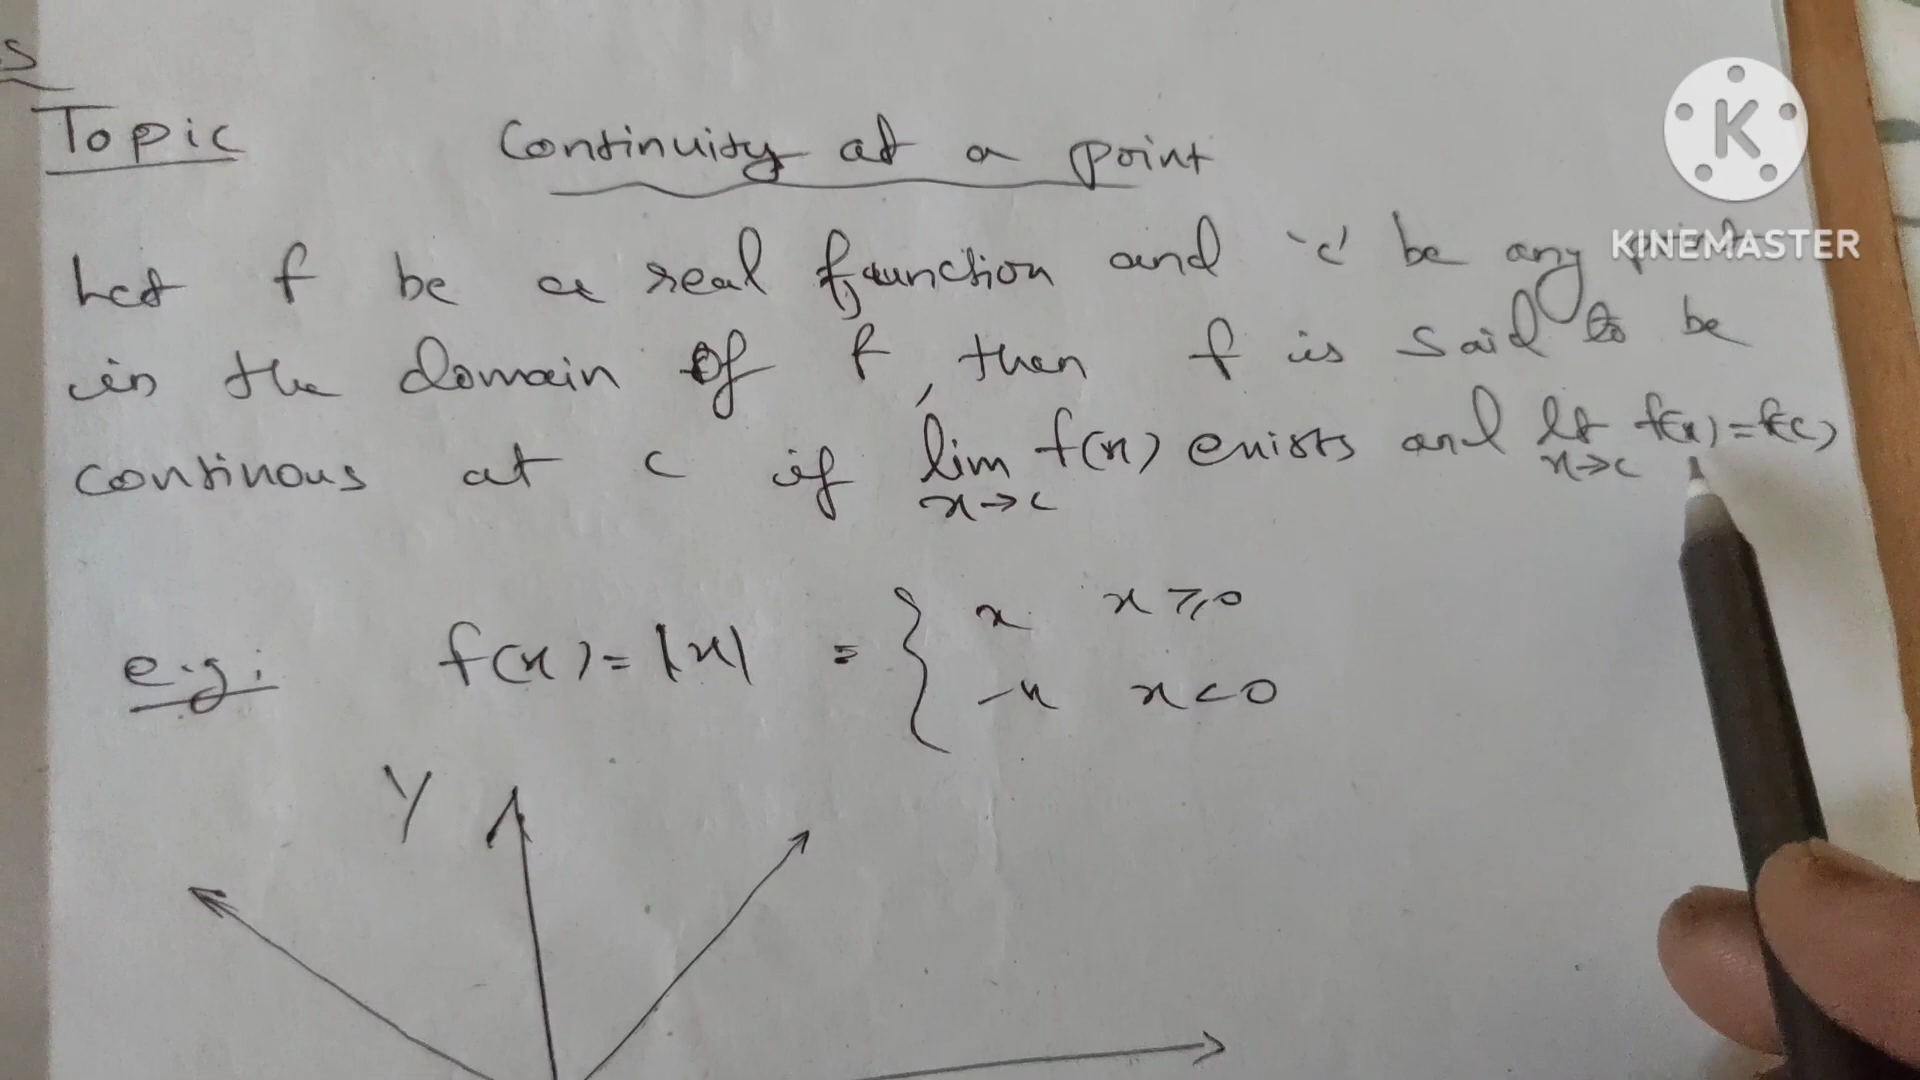 s
Topic Continuity at a point
K
KINEMASTER
Let f be a real function and 'c' be any
in the domain of f, then f is said to be
continous at c if lim f(x) exists and lt f(x)=f(c)
x→c x→c
e.g: f(x)=|x| = { x x ≥ 0
-x x<0
Y